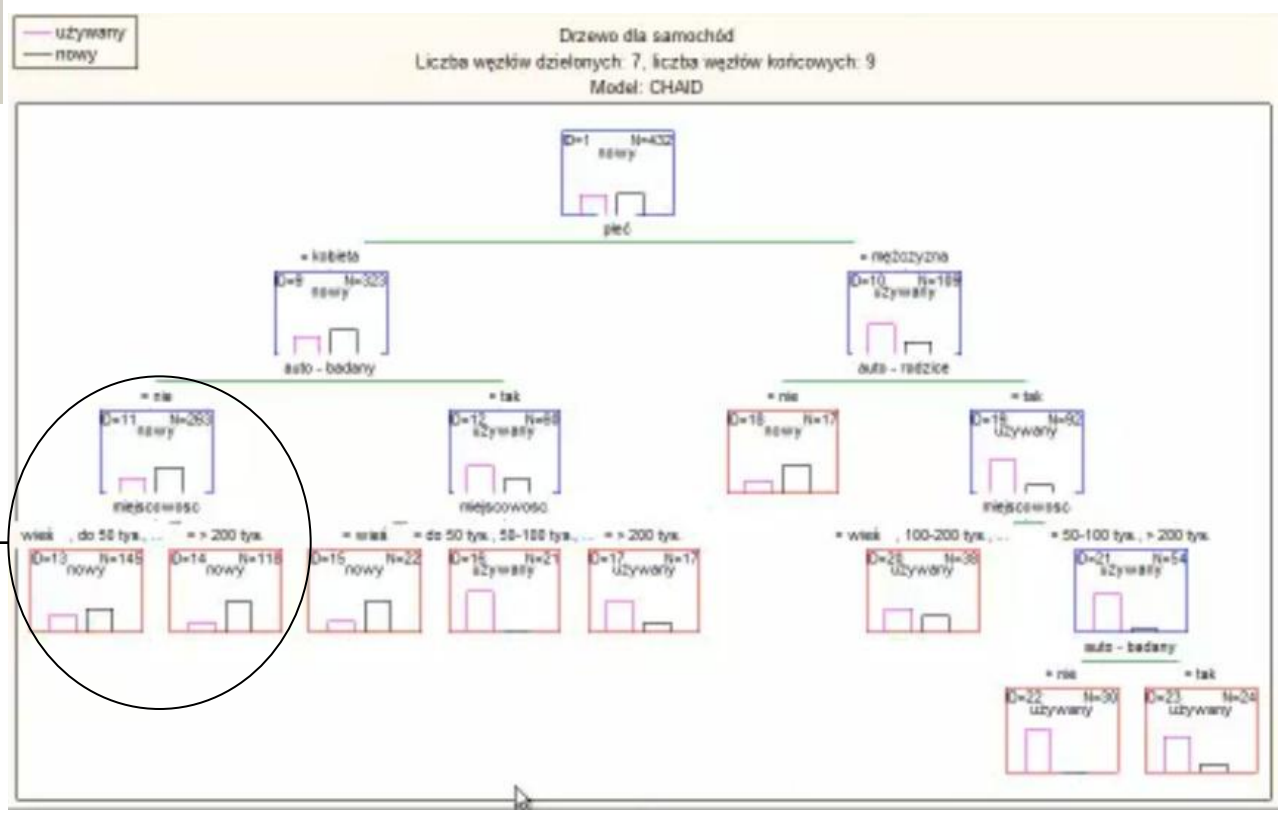 używany
nowy
Drzewo dla samochód
Liczba węzłów dzielonych: 7, liczba węzłów końcowych: 9
Model: CHAID
ID=1 N=432
nowy
płeć
= kobieta = mężczyzna
ID=9 N=323 ID=10 N=109
nowy używany
auto - badany auto - rodzice
= nie = tak = nie = tak
ID=11 N=263 ID=12 N=60 ID=18 N=17 ID=19 N=92
nowy używany nowy używany
miejscowość miejscowość miejscowość
wieś , do 50 tys., ... = > 200 tys. = wieś = do 50 tys., 50-100 tys., ... = > 200 tys. = wieś , 100-200 tys., ... = 50-100 tys., > 200 tys.
ID=13 N=145 ID=14 N=118 ID=15 N=22 ID=16 N=21 ID=17 N=17 ID=20 N=38 ID=21 N=54
nowy nowy nowy używany używany używany używany
auto - badany
= nie = tak
ID=22 N=30 ID=23 N=24
używany używany